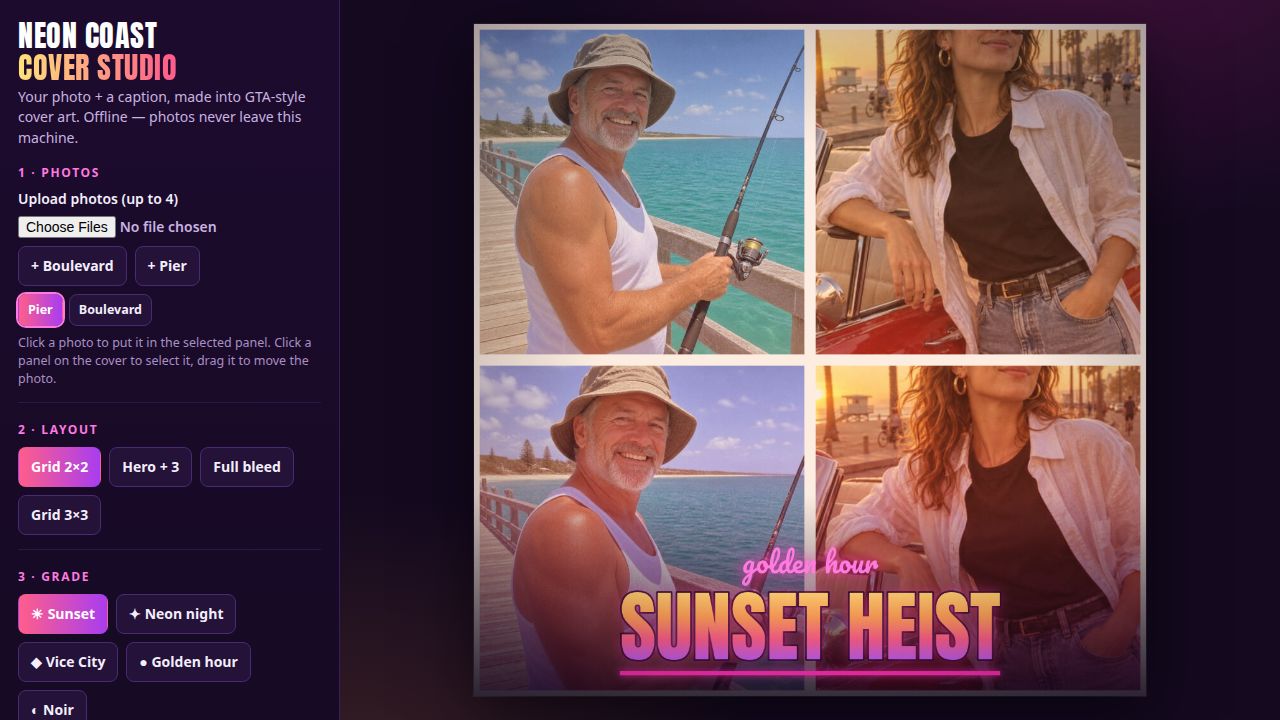 NEON COAST
COVER STUDIO
Your photo + a caption, made into GTA-style
cover art. Offline — photos never leave this
machine.
1 · PHOTOS
Upload photos (up to 4)
Choose Files No file chosen
+ Boulevard + Pier
Pier Boulevard
Click a photo to put it in the selected panel. Click a
panel on the cover to select it, drag it to move the
photo.
2 · LAYOUT
Grid 2×2 Hero + 3 Full bleed
Grid 3×3
3 · GRADE
☀ Sunset ✦ Neon night
◆ Vice City ● Golden hour
◖ Noir
golden hour
SUNSET HEIST